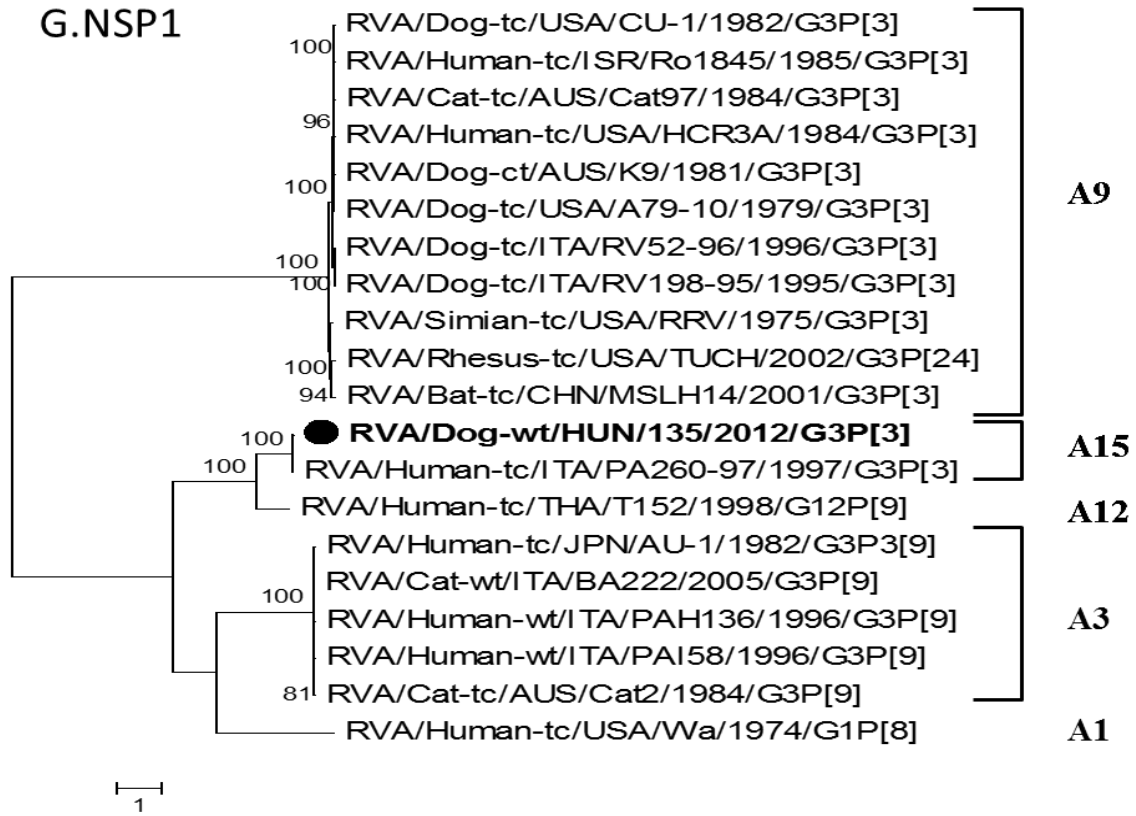 G.NSP1
100 RVA/Dog-tc/USA/CU-1/1982/G3P[3]
RVA/Human-tc/ISR/Ro1845/1985/G3P[3]
RVA/Cat-tc/AUS/Cat97/1984/G3P[3]
96 RVA/Human-tc/USA/HCR3A/1984/G3P[3]
RVA/Dog-ct/AUS/K9/1981/G3P[3]
100 RVA/Dog-tc/USA/A79-10/1979/G3P[3] A9
RVA/Dog-tc/ITA/RV52-96/1996/G3P[3]
100
100 RVA/Dog-tc/ITA/RV198-95/1995/G3P[3]
RVA/Simian-tc/USA/RRV/1975/G3P[3]
100 RVA/Rhesus-tc/USA/TUCH/2002/G3P[24]
94 RVA/Bat-tc/CHN/MSLH14/2001/G3P[3]
100 RVA/Dog-wt/HUN/135/2012/G3P[3] A15
100 RVA/Human-tc/ITA/PA260-97/1997/G3P[3]
RVA/Human-tc/THA/T152/1998/G12P[9] A12
RVA/Human-tc/JPN/AU-1/1982/G3P3[9]
RVA/Cat-wt/ITA/BA222/2005/G3P[9]
100 RVA/Human-wt/ITA/PAH136/1996/G3P[9] A3
RVA/Human-wt/ITA/PAI58/1996/G3P[9]
81 RVA/Cat-tc/AUS/Cat2/1984/G3P[9]
RVA/Human-tc/USA/Wa/1974/G1P[8] A1
1